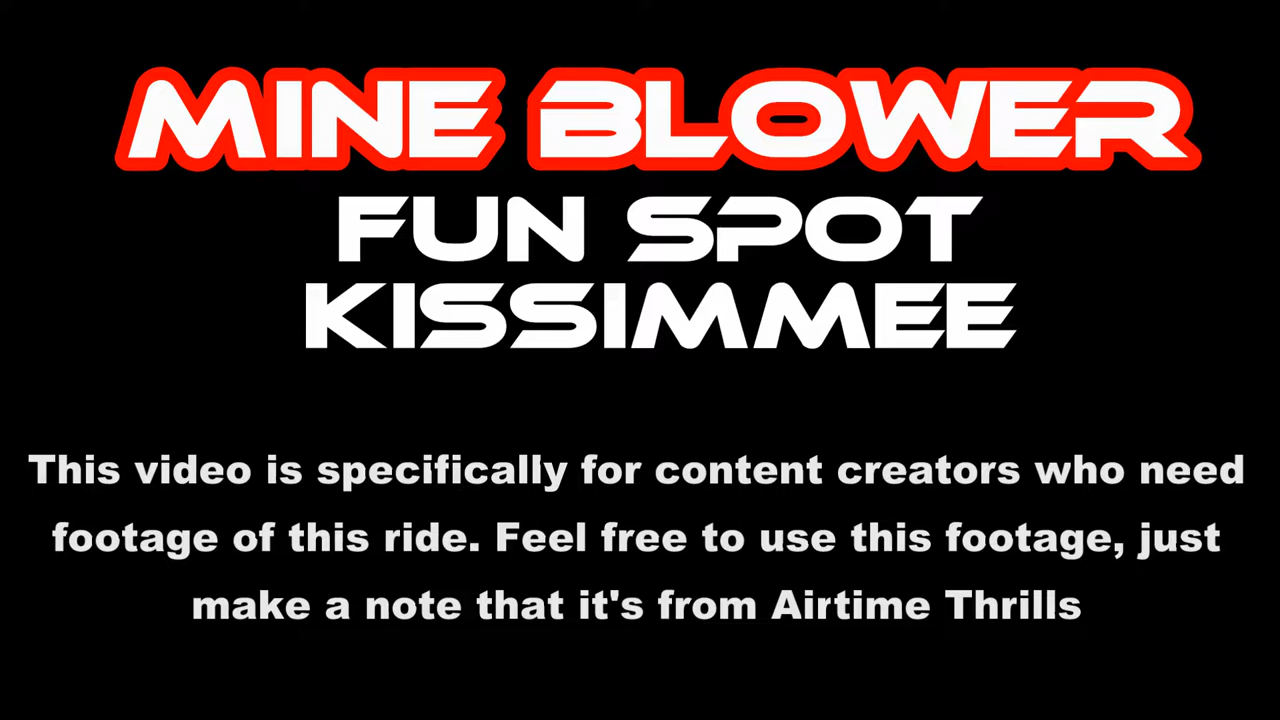 MINE BLOWER
FUN SPOT
KISSIMMEE
This video is specifically for content creators who need
footage of this ride. Feel free to use this footage, just
make a note that it's from Airtime Thrills